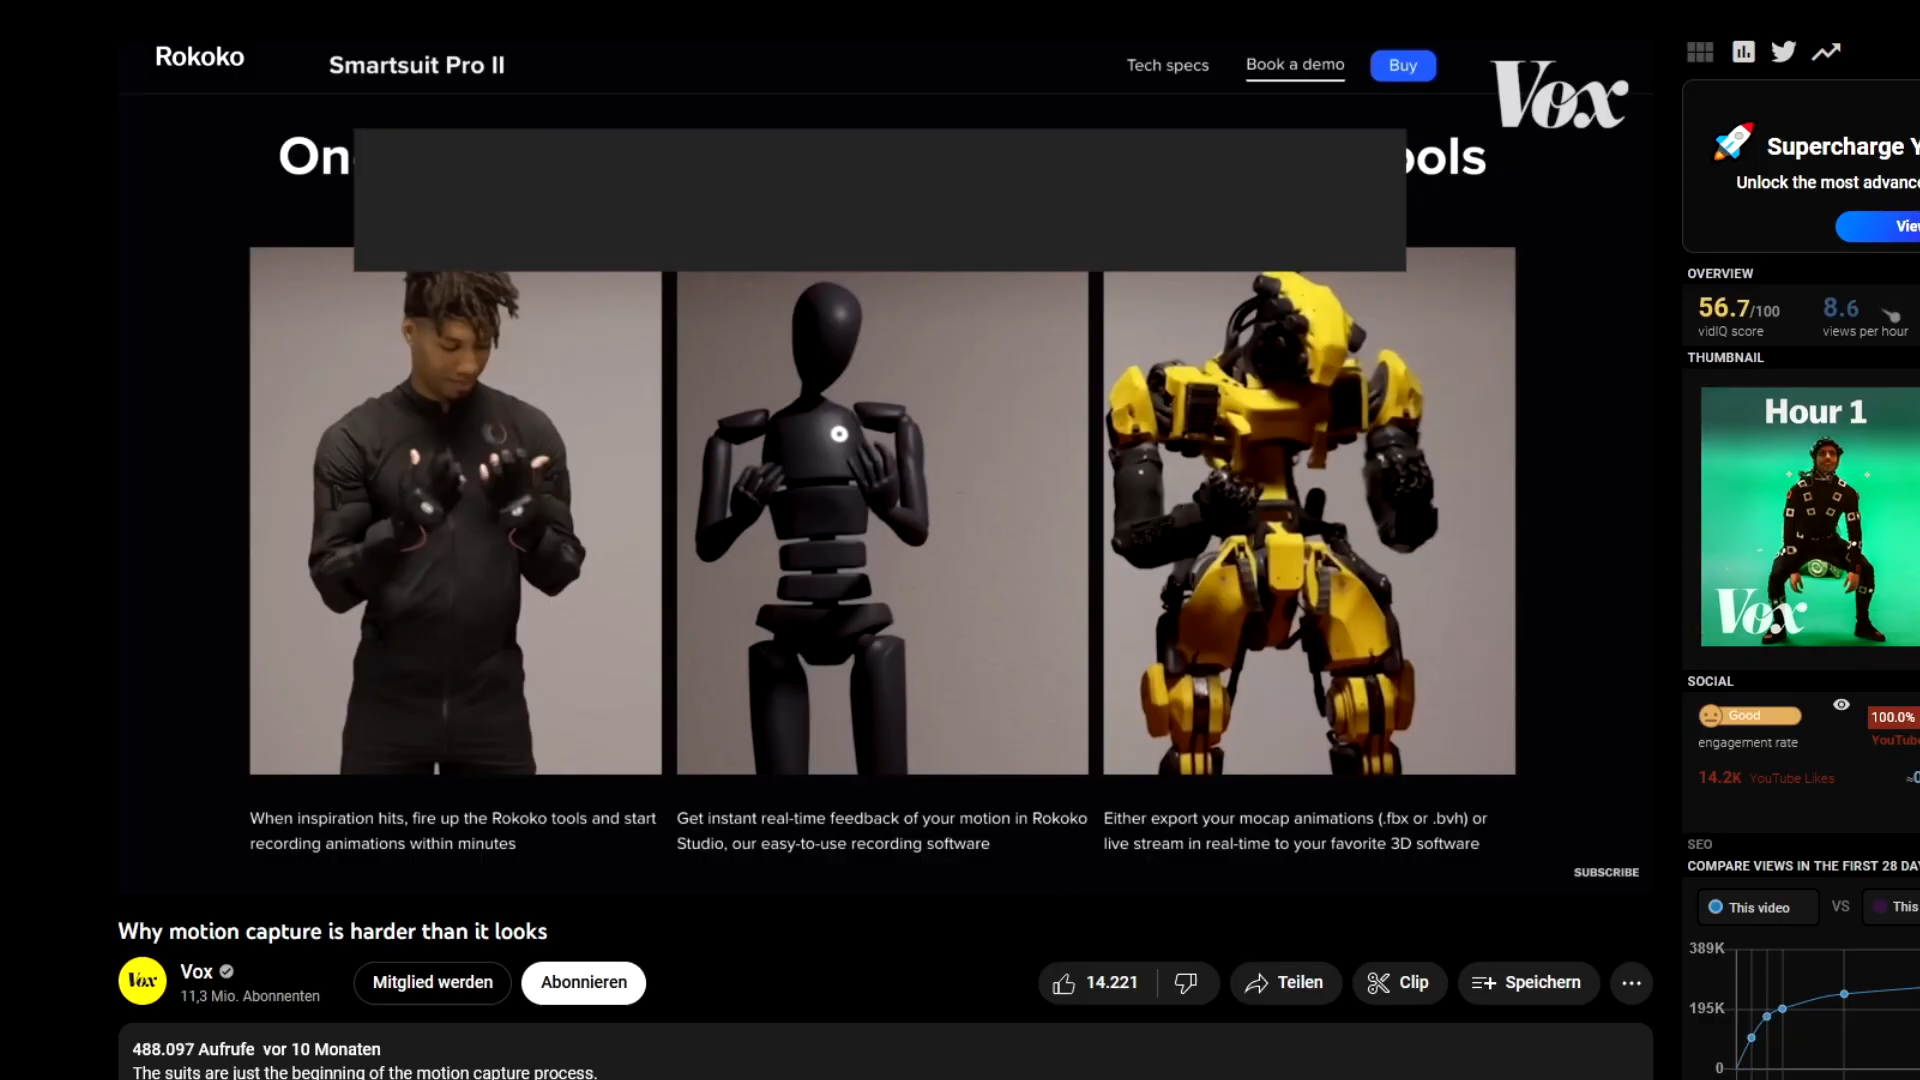 Rokoko
Smartsuit Pro II
Tech specs
Book a demo
Buy
Vox
When inspiration hits, fire up the Rokoko tools and start
recording animations within minutes
Get instant real-time feedback of your motion in Rokoko
Studio, our easy-to-use recording software
Either export your mocap animations (.fbx or .bvh) or
live stream in real-time to your favorite 3D software
SUBSCRIBE
Why motion capture is harder than it looks
Vox
Vox
11,3 Mio. Abonnenten
Mitglied werden
Abonnieren
14.221
Teilen
Clip
Speichern
488.097 Aufrufe vor 10 Monaten
The suits are just the beginning of the motion capture process.
Supercharge
Unlock the most
OVERVIEW
56.7/100
vidIQ score
8.6
views per hour
THUMBNAIL
Hour 1
Vox
SOCIAL
Good
engagement rate
100.0%
14.2K YouTube Likes
SEO
COMPARE VIEWS IN THE FIRST 28
This video
VS
This
389K
195K
0